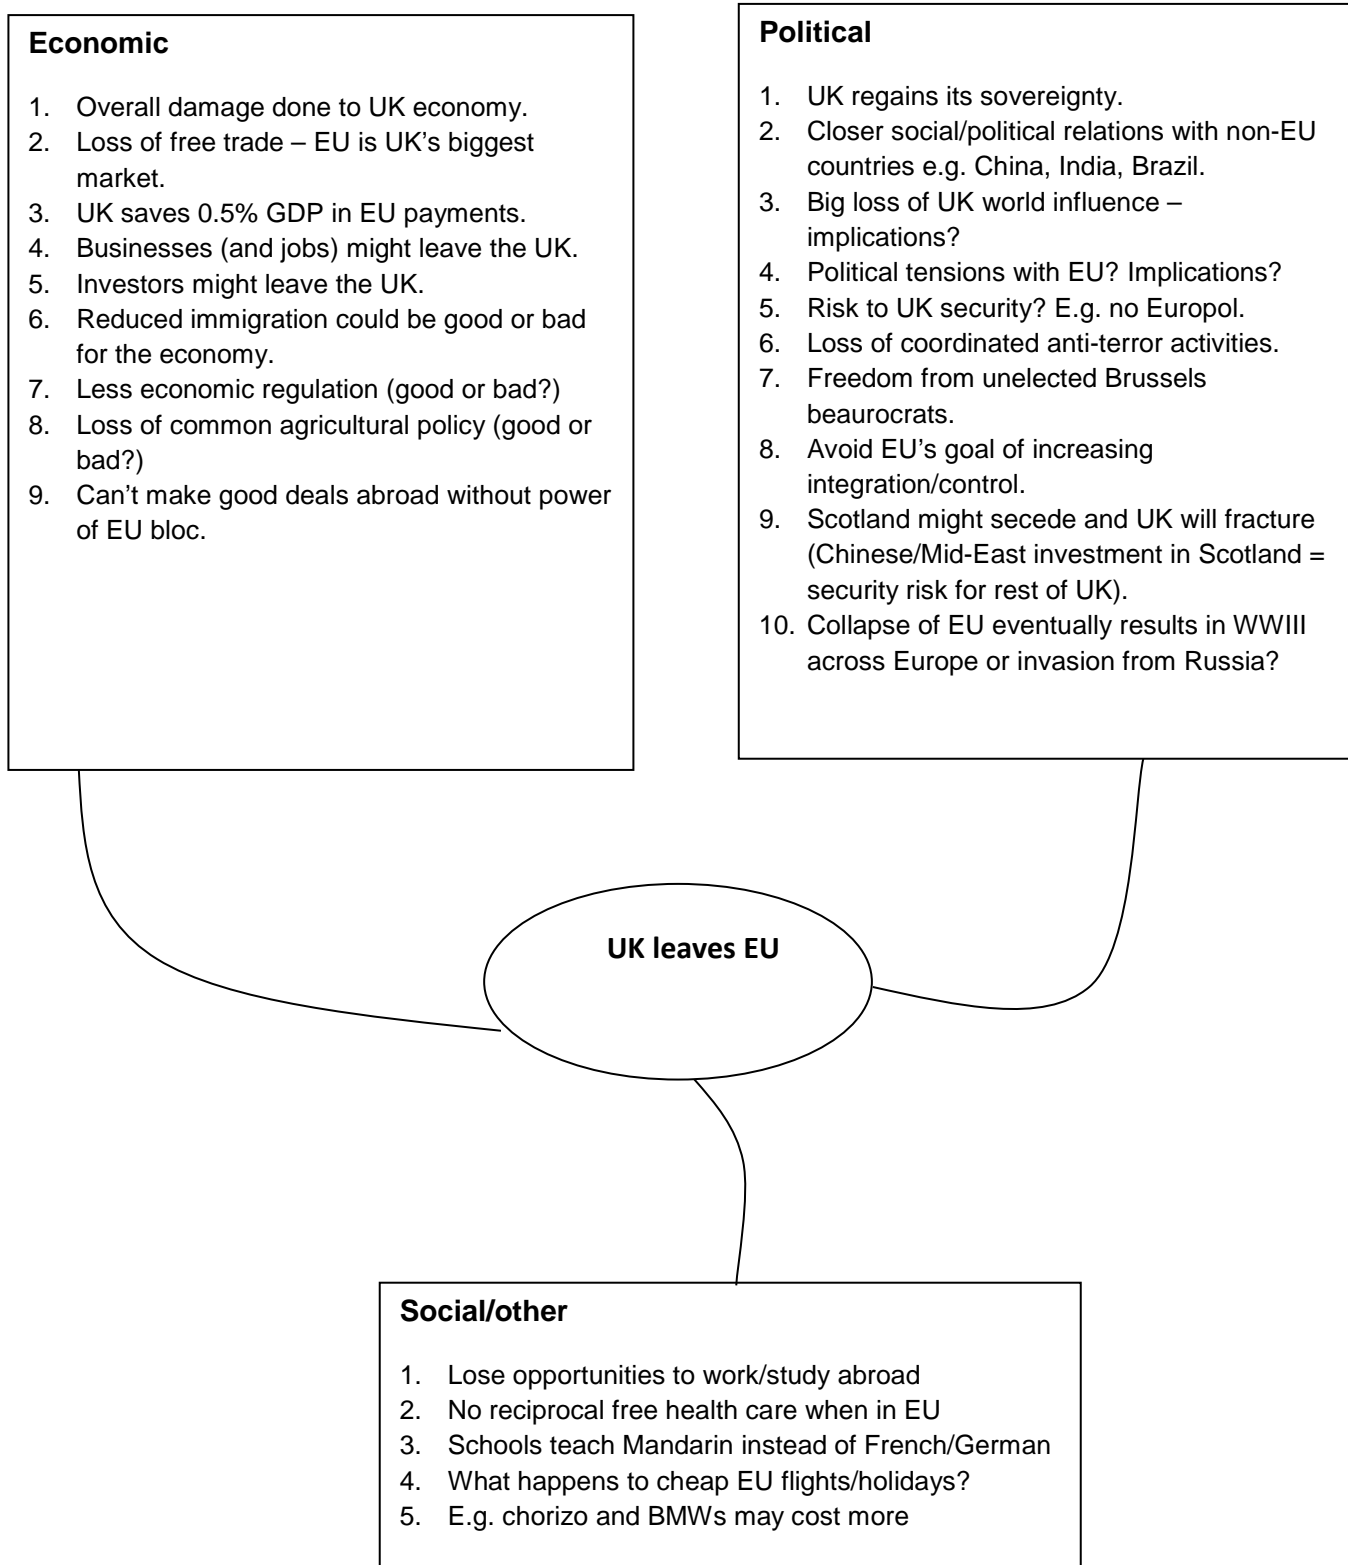 Economic
1. Overall damage done to UK economy.
2. Loss of free trade – EU is UK's biggest
market.
3. UK saves 0.5% GDP in EU payments.
4. Businesses (and jobs) might leave the UK.
5. Investors might leave the UK.
6. Reduced immigration could be good or bad
for the economy.
7. Less economic regulation (good or bad?)
8. Loss of common agricultural policy (good or
bad?)
9. Can't make good deals abroad without power
of EU bloc.
Political
1. UK regains its sovereignty.
2. Closer social/political relations with non-EU
countries e.g. China, India, Brazil.
3. Big loss of UK world influence –
implications?
4. Political tensions with EU? Implications?
5. Risk to UK security? E.g. no Europol.
6. Loss of coordinated anti-terror activities.
7. Freedom from unelected Brussels
beaurocrats.
8. Avoid EU's goal of increasing
integration/control.
9. Scotland might secede and UK will fracture
(Chinese/Mid-East investment in Scotland =
security risk for rest of UK).
10. Collapse of EU eventually results in WWIII
across Europe or invasion from Russia?
UK leaves EU
Social/other
1. Lose opportunities to work/study abroad
2. No reciprocal free health care when in EU
3. Schools teach Mandarin instead of French/German
4. What happens to cheap EU flights/holidays?
5. E.g. chorizo and BMWs may cost more